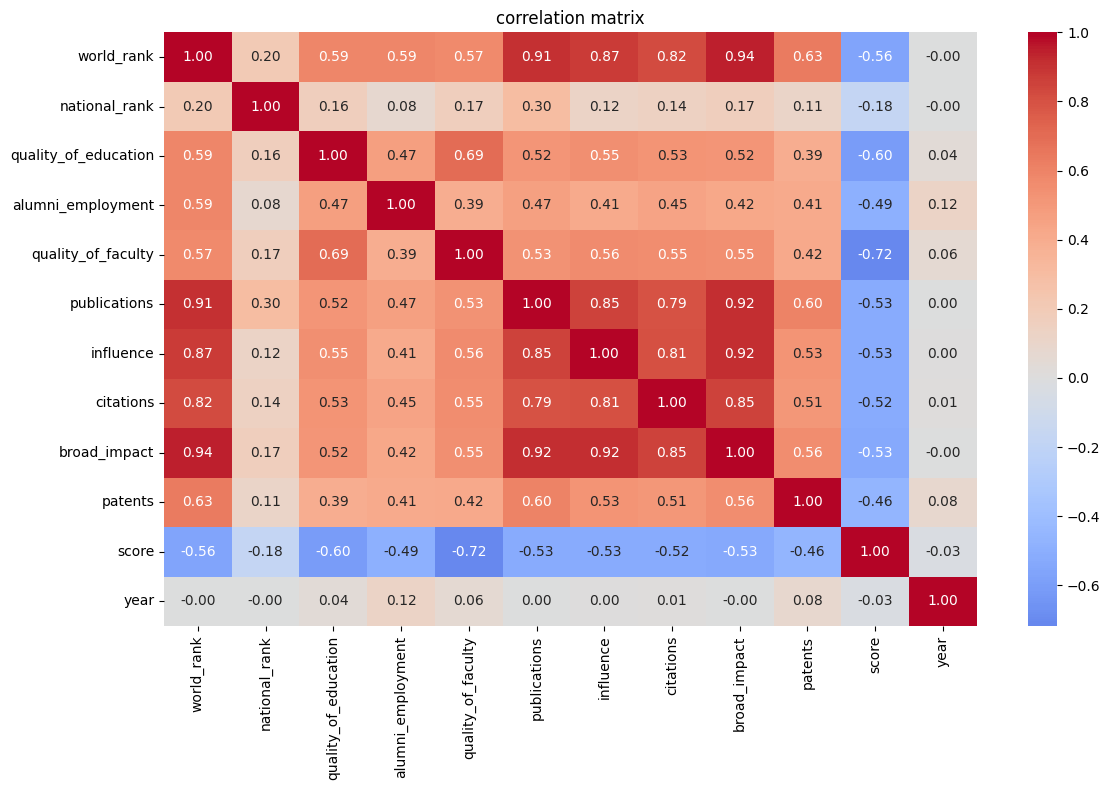 correlation matrix
world_rank 1.00 0.20 0.59 0.59 0.57 0.91 0.87 0.82 0.94 0.63 -0.56 -0.00
national_rank 0.20 1.00 0.16 0.08 0.17 0.30 0.12 0.14 0.17 0.11 -0.18 -0.00
quality_of_education 0.59 0.16 1.00 0.47 0.69 0.52 0.55 0.53 0.52 0.39 -0.60 0.04
alumni_employment 0.59 0.08 0.47 1.00 0.39 0.47 0.41 0.45 0.42 0.41 -0.49 0.12
quality_of_faculty 0.57 0.17 0.69 0.39 1.00 0.53 0.56 0.55 0.55 0.42 -0.72 0.06
publications 0.91 0.30 0.52 0.47 0.53 1.00 0.85 0.79 0.92 0.60 -0.53 0.00
influence 0.87 0.12 0.55 0.41 0.56 0.85 1.00 0.81 0.92 0.53 -0.53 0.00
citations 0.82 0.14 0.53 0.45 0.55 0.79 0.81 1.00 0.85 0.51 -0.52 0.01
broad_impact 0.94 0.17 0.52 0.42 0.55 0.92 0.92 0.85 1.00 0.56 -0.53 -0.00
patents 0.63 0.11 0.39 0.41 0.42 0.60 0.53 0.51 0.56 1.00 -0.46 0.08
score -0.56 -0.18 -0.60 -0.49 -0.72 -0.53 -0.53 -0.52 -0.53 -0.46 1.00 -0.03
year -0.00 -0.00 0.04 0.12 0.06 0.00 0.00 0.01 -0.00 0.08 -0.03 1.00
world_rank
national_rank
quality_of_education
alumni_employment
quality_of_faculty
publications
influence
citations
broad_impact
patents
score
year
1.0
0.8
0.6
0.4
0.2
0.0
−0.2
−0.4
−0.6